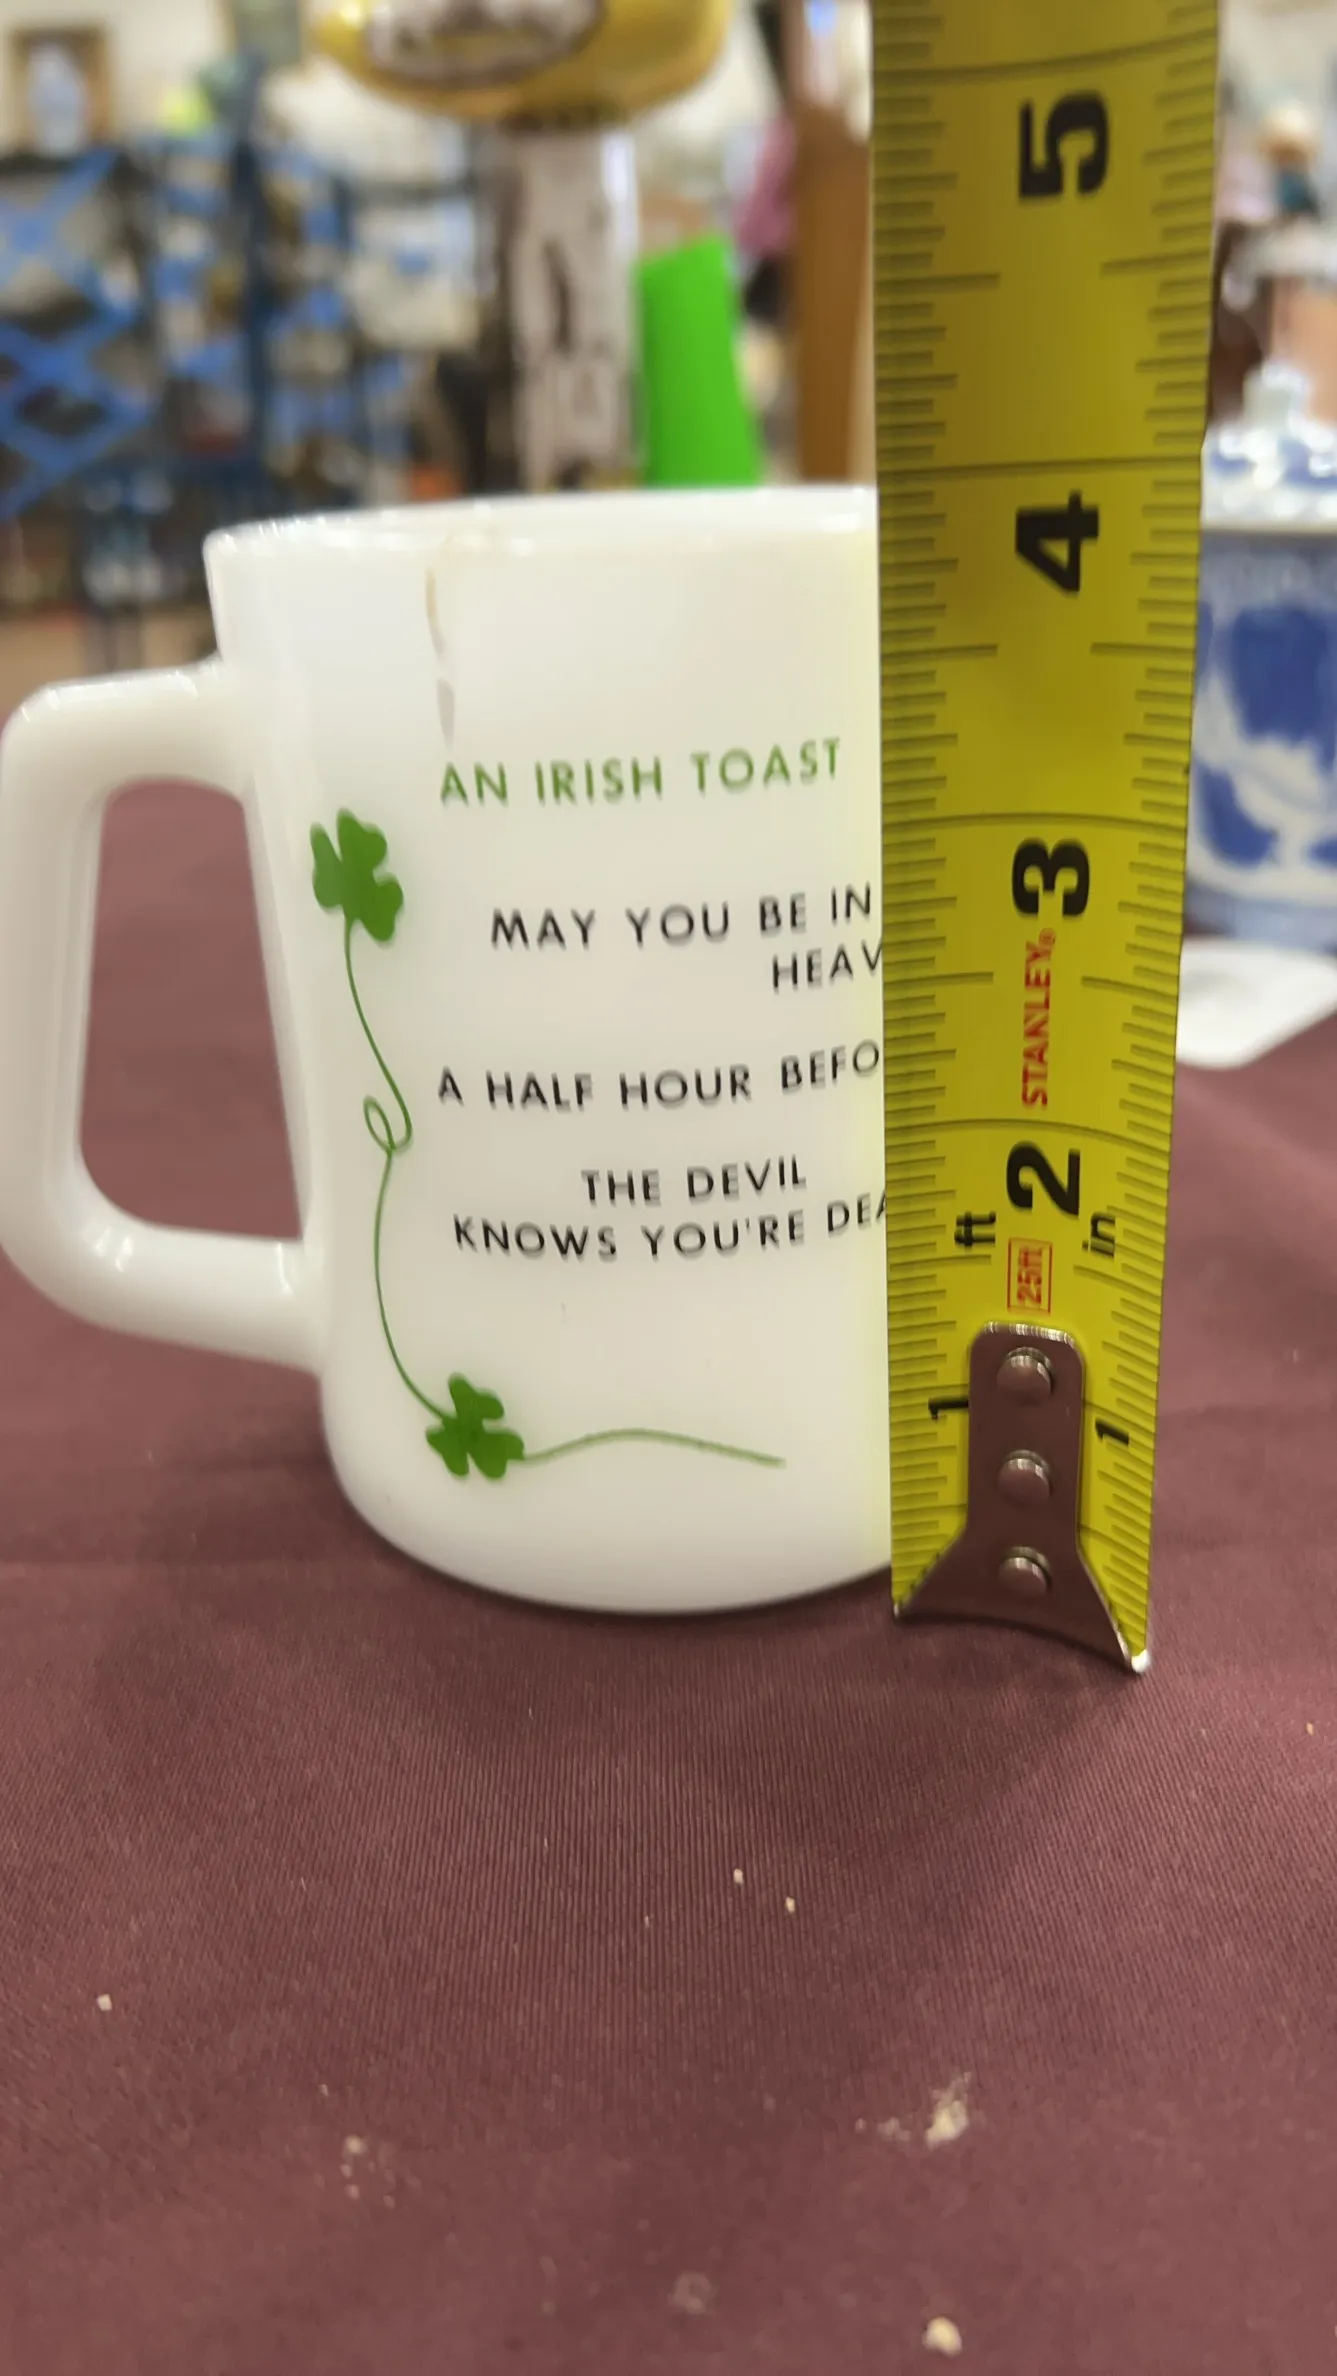 AN IRISH TOAST
MAY YOU BE IN
HEAV
A HALF HOUR BEFO
THE DEVIL
KNOWS YOU'RE DEA
5
4
3
STANLEY®
2
ft
in
25ft
1
1